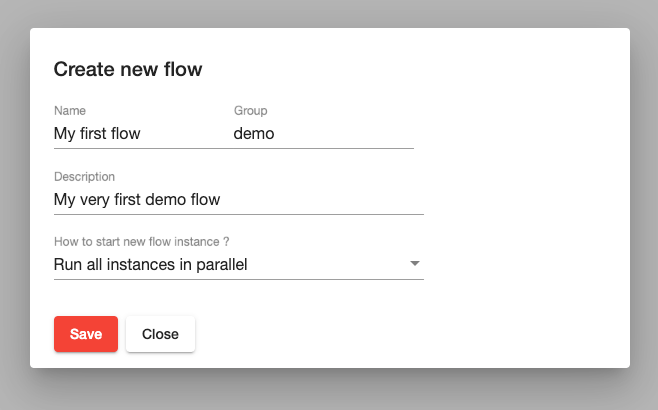 Create new flow
Name Group
My first flow demo
Description
My very first demo flow
How to start new flow instance ?
Run all instances in parallel
Save Close